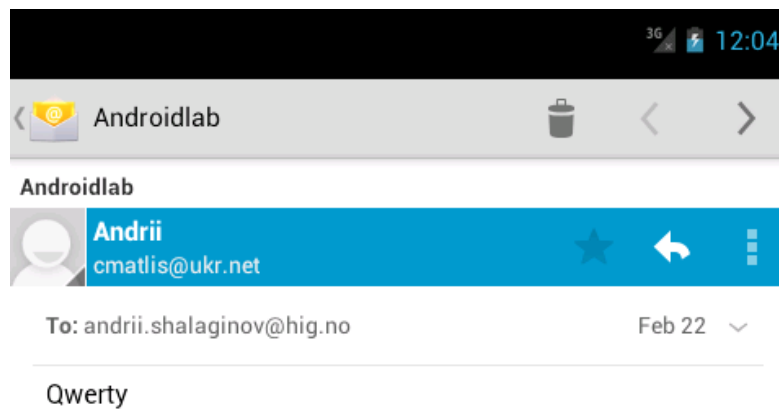 3G 12:04
Androidlab
Androidlab
Andrii
cmatlis@ukr.net
To: andrii.shalaginov@hig.no Feb 22
Qwerty